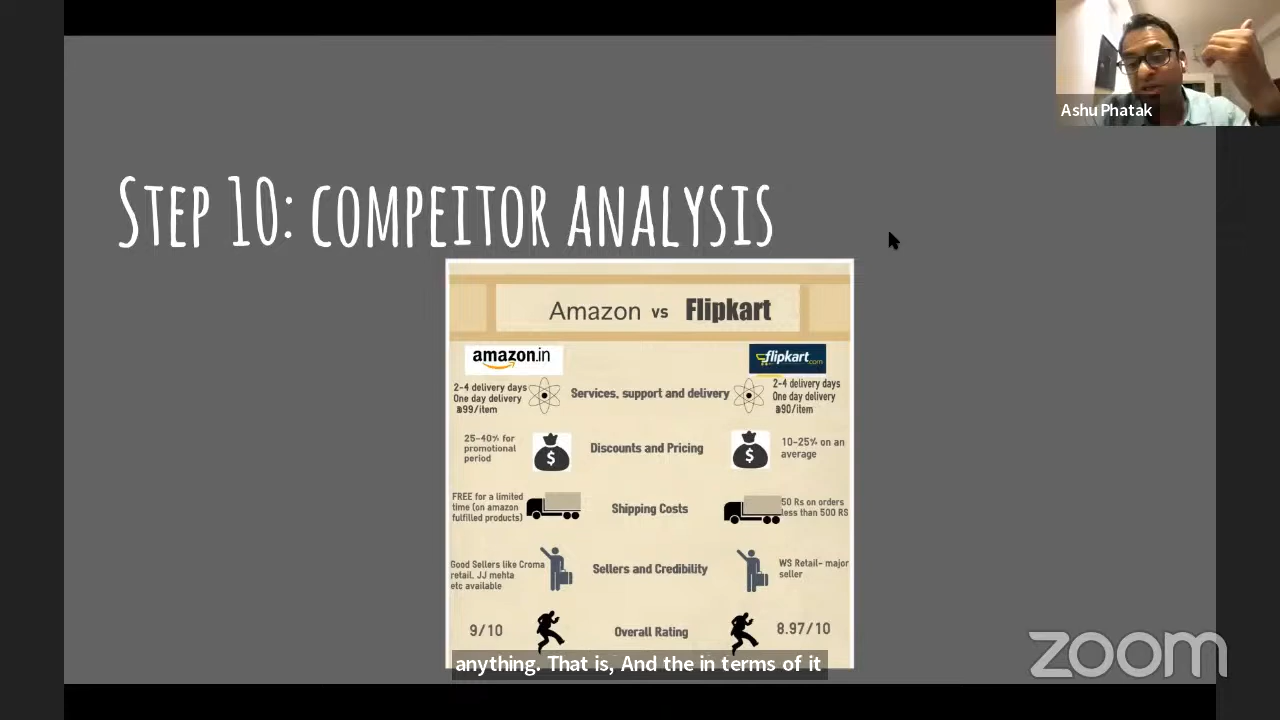 Ashu Phatak
STEP 10: COMPEITOR ANALYSIS
Amazon vs Flipkart
amazon.in
flipkart.com
2-4 delivery days
One day delivery
@99/item
Services, support and delivery
2-4 delivery days
One day delivery
@90/item
25-40% for
promotional
period
$
Discounts and Pricing
$
10-25% on an
average
FREE for a limited
time (on amazon
fulfilled products)
Shipping Costs
50 Rs on orders
less than 500 RS
Good Sellers like Croma
retail, JJ mehta
etc available
Sellers and Credibility
WS Retail- major
seller
9/10
Overall Rating
8.97/10
anything. That is, And the in terms of it
zoom